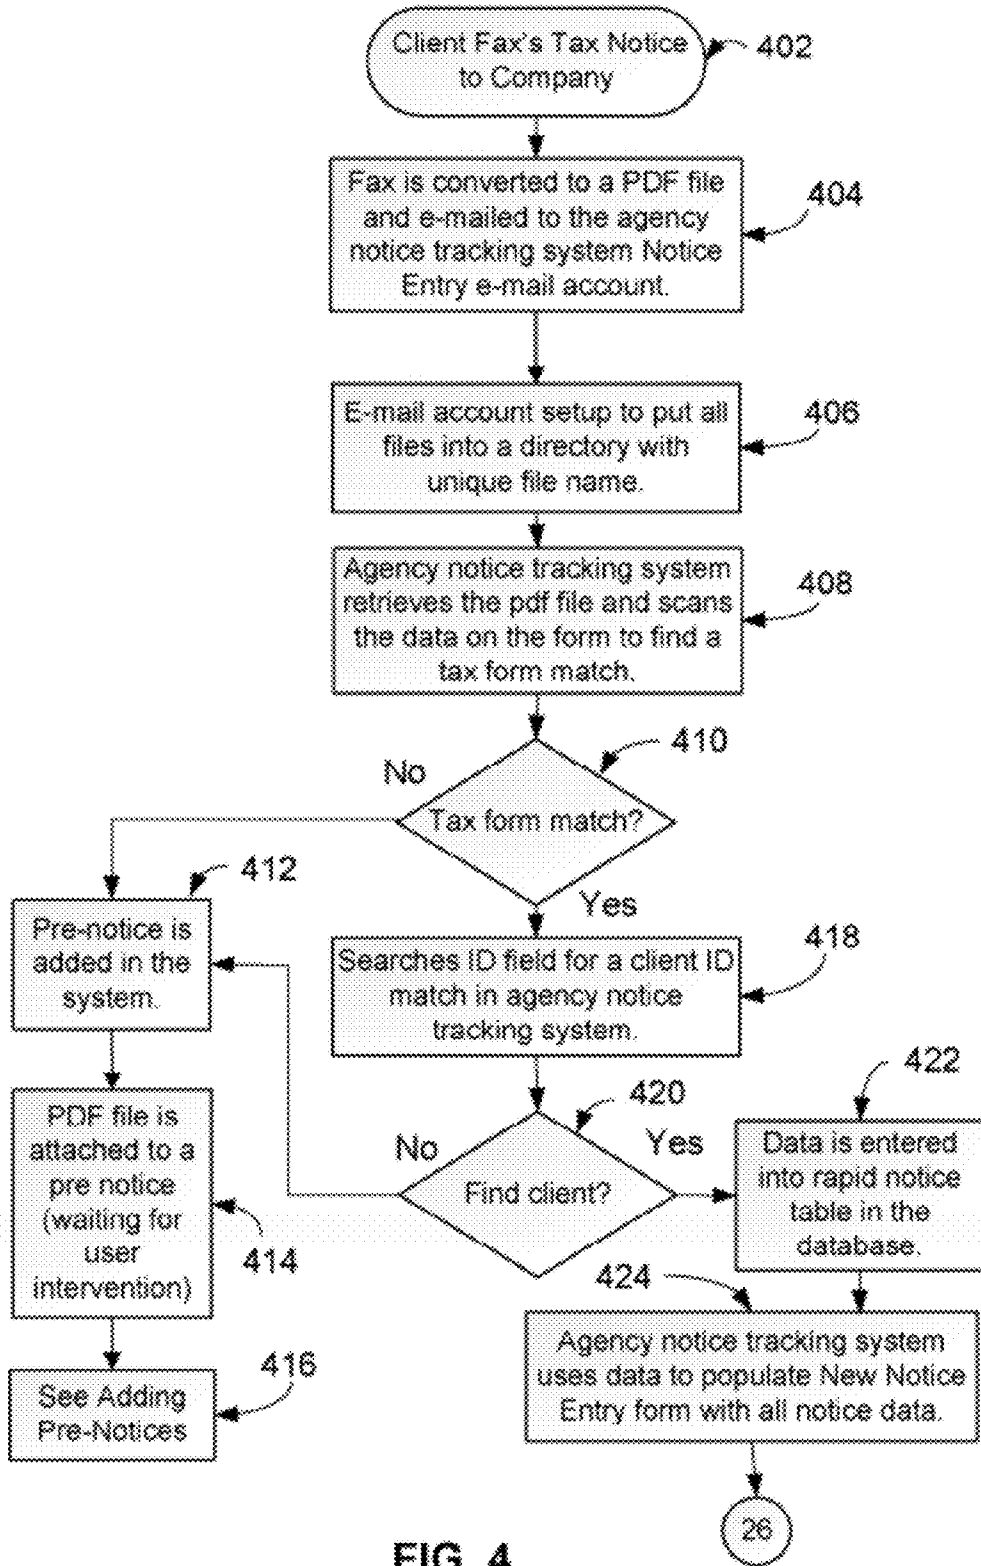 Client Fax's Tax Notice
to Company
402
Fax is converted to a PDF file
and e-mailed to the agency
notice tracking system Notice
Entry e-mail account.
404
E-mail account setup to put all
files into a directory with
unique file name.
406
Agency notice tracking system
retrieves the pdf file and scans
the data on the form to find a
tax form match.
408
410
No
Tax form match?
Yes
412
Pre-notice is
added in the
system.
Searches ID field for a client ID
match in agency notice
tracking system.
418
420
No
Find client?
Yes
422
Data is entered
into rapid notice
table in the
database.
PDF file is
attached to a
pre notice
(waiting for
user
intervention)
414
424
Agency notice tracking system
uses data to populate New Notice
Entry form with all notice data.
See Adding
Pre-Notices
416
26
FIG. 4